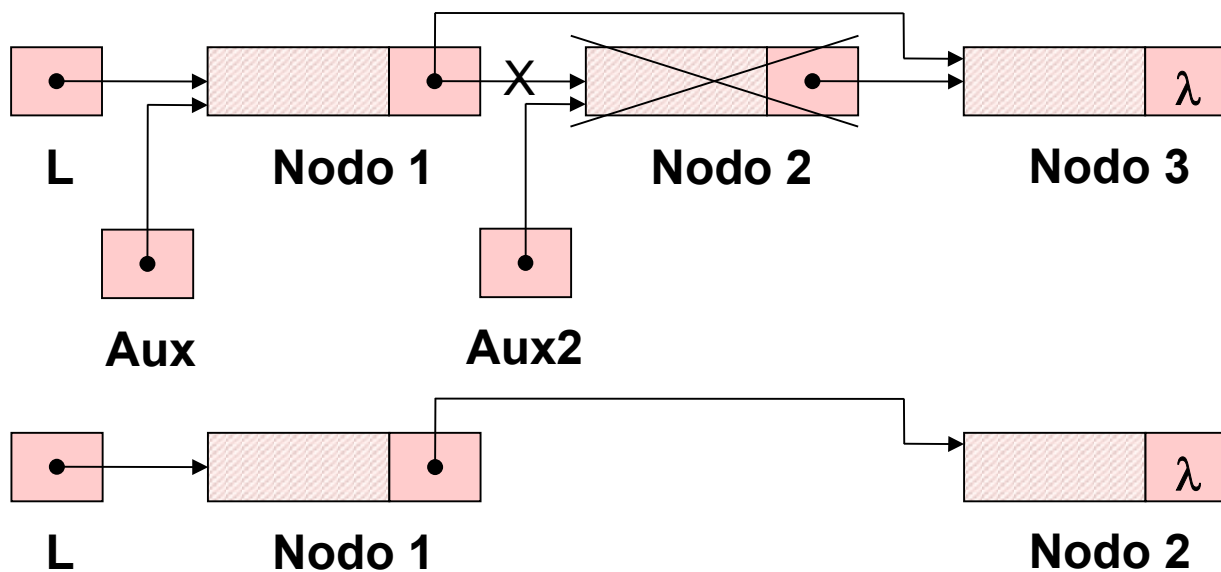 X
λ
L Nodo 1 Nodo 2 Nodo 3
Aux Aux2
λ
L Nodo 1 Nodo 2